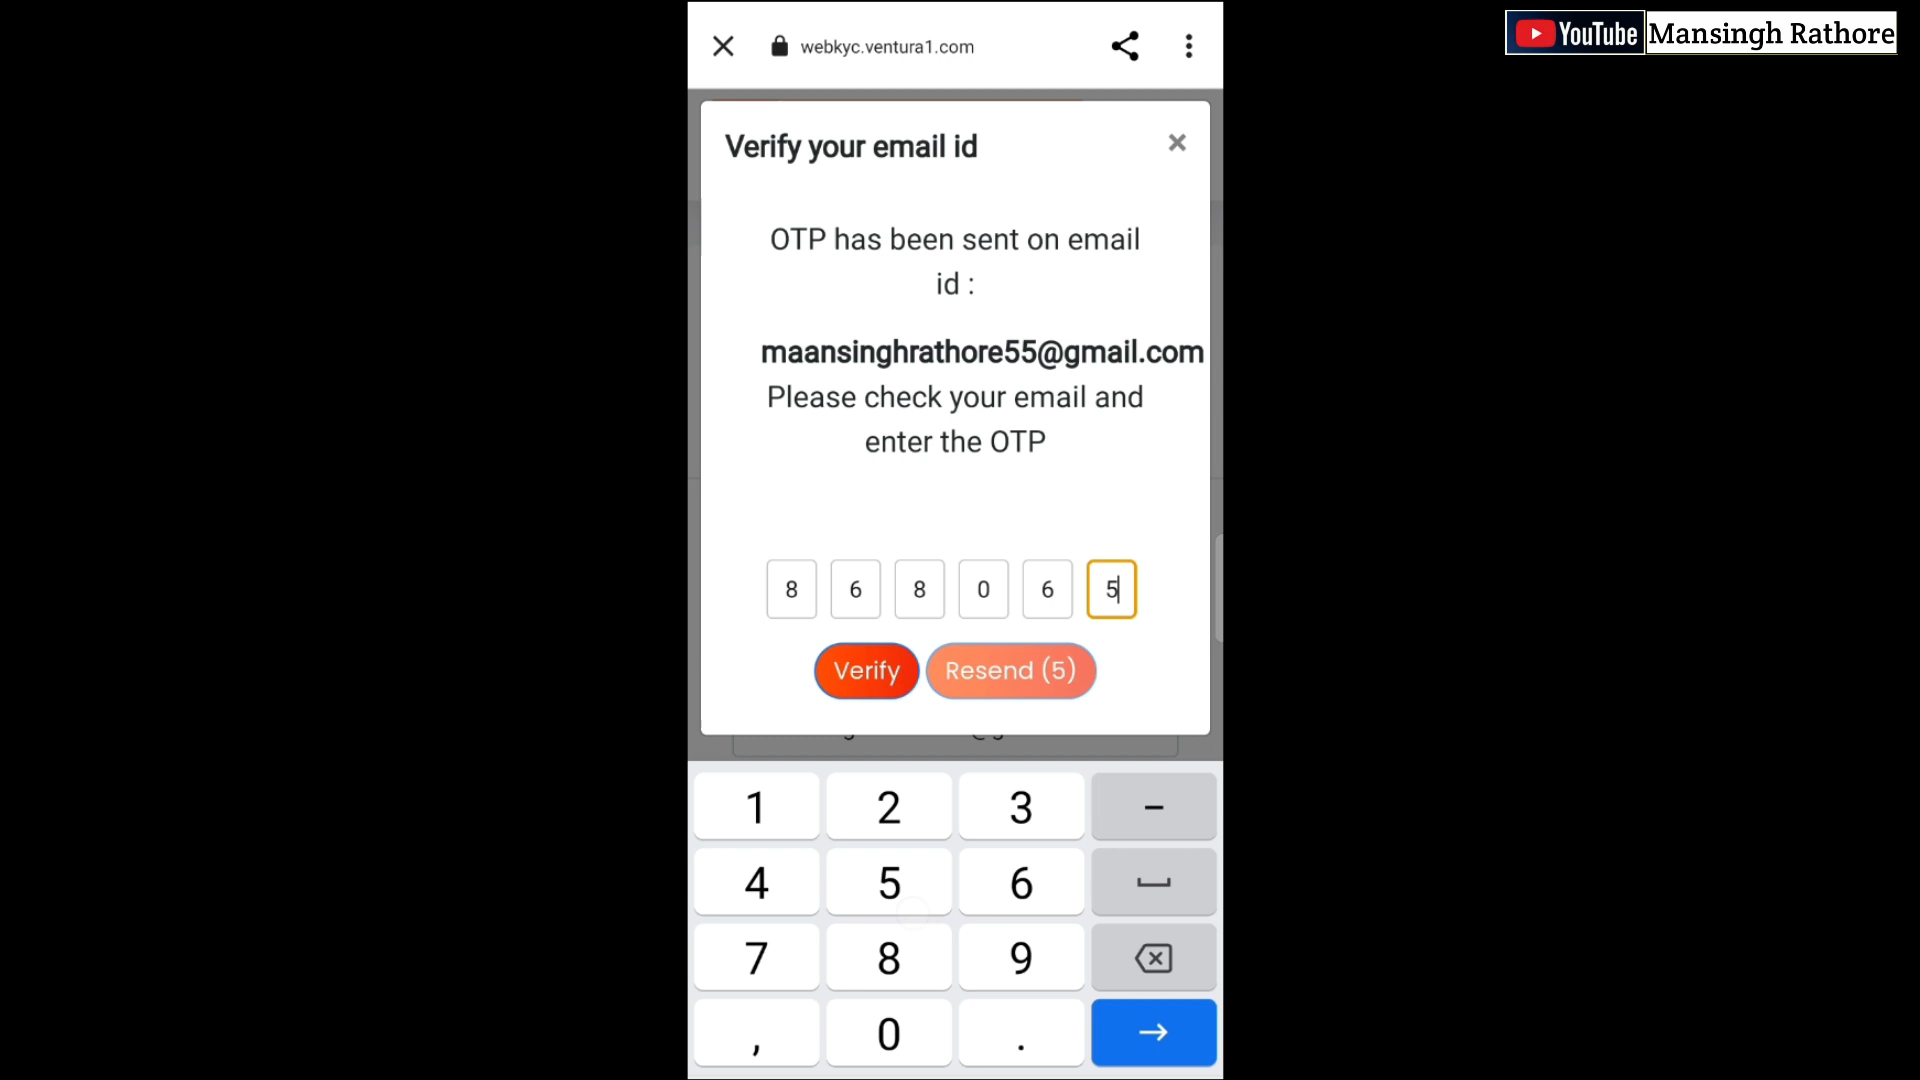 webkyc.ventura1.com
YouTube Mansingh Rathore
Verify your email id
OTP has been sent on email
id :
maansinghrathore55@gmail.com
Please check your email and
enter the OTP
8 6 8 0 6 5
Verify Resend (5)
1 2 3 -
4 5 6
7 8 9
, 0 .